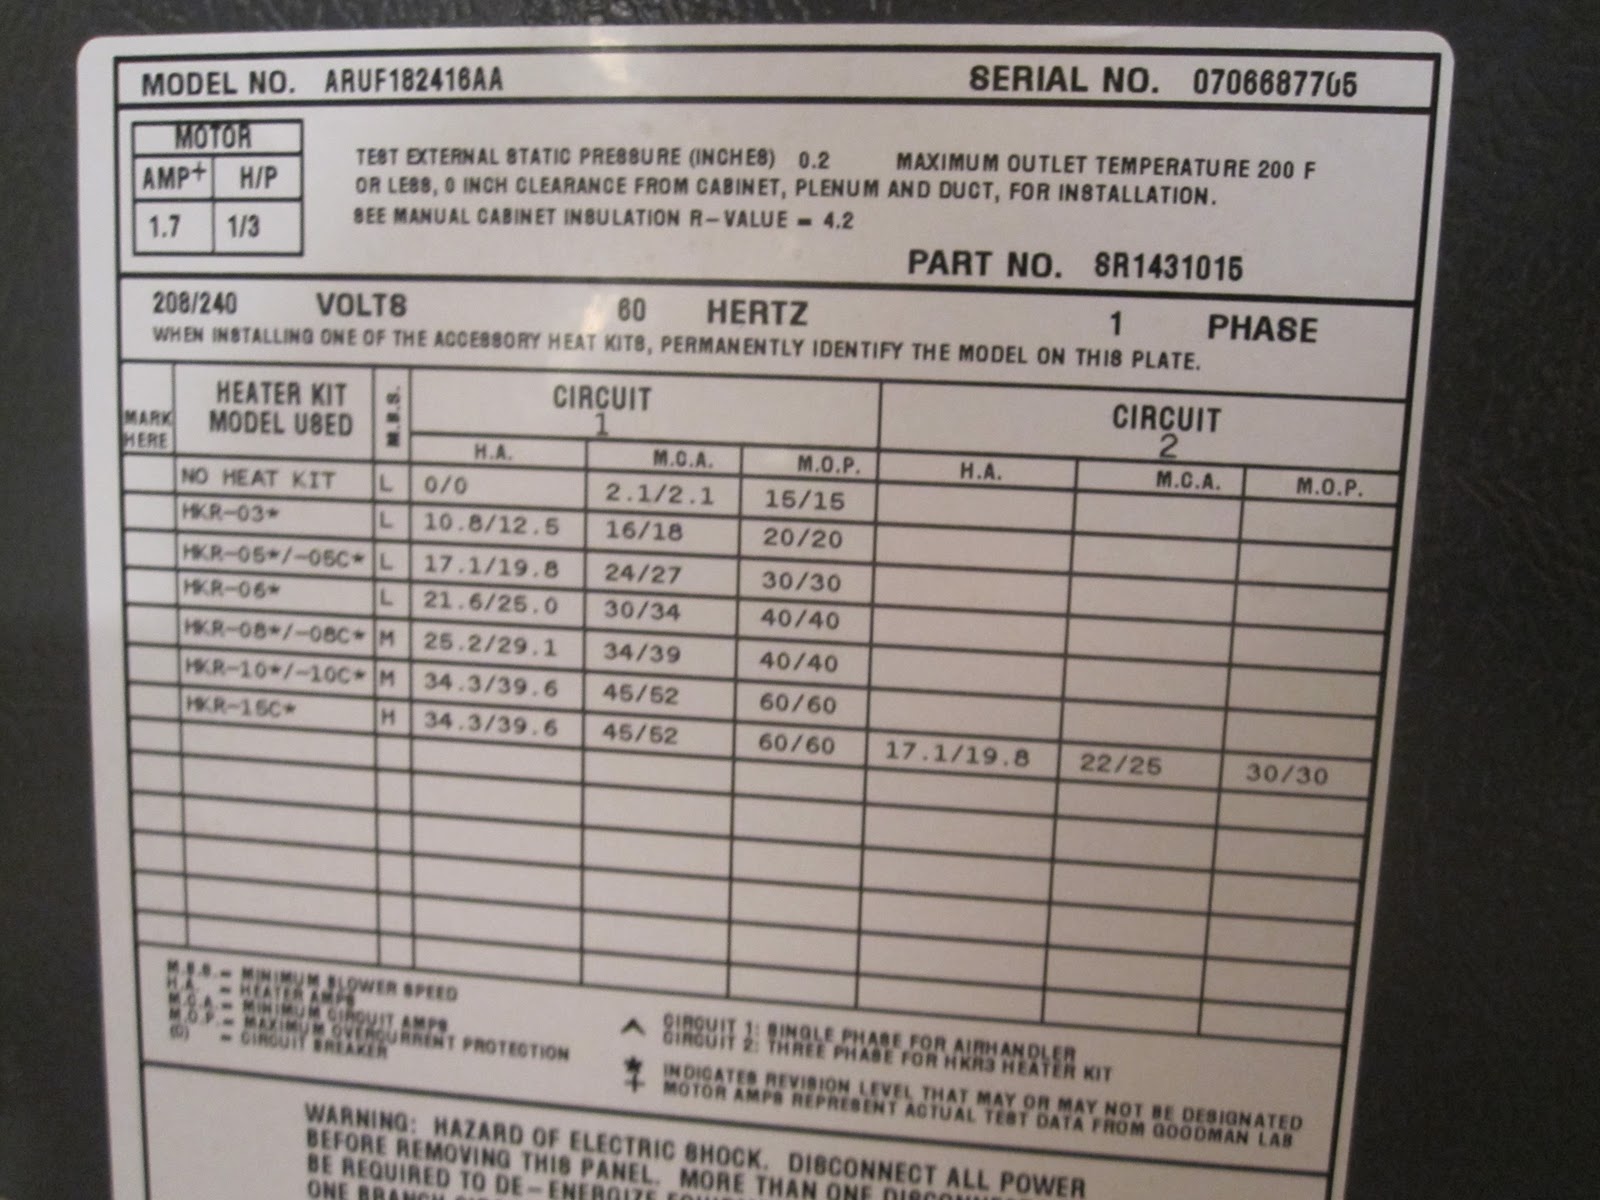 MODEL NO. ARUF182416AA SERIAL NO. 0706687705
MOTOR
AMP+ H/P
1.7 1/3
TEST EXTERNAL STATIC PRESSURE (INCHES) 0.2 MAXIMUM OUTLET TEMPERATURE 200 F
OR LESS, 0 INCH CLEARANCE FROM CABINET, PLENUM AND DUCT, FOR INSTALLATION.
SEE MANUAL CABINET INSULATION R-VALUE = 4.2
PART NO. SR1431015
208/240 VOLTS 60 HERTZ 1 PHASE
WHEN INSTALLING ONE OF THE ACCESSORY HEAT KITS, PERMANENTLY IDENTIFY THE MODEL ON THIS PLATE.
MARK HERE HEATER KIT MODEL USED M.B.S. CIRCUIT 1 CIRCUIT 2
H.A. M.C.A. M.O.P. H.A. M.C.A. M.O.P.
NO HEAT KIT L 0/0 2.1/2.1 15/15
HKR-03* L 10.8/12.5 16/18 20/20
HKR-05*/-05C* L 17.1/19.8 24/27 30/30
HKR-06* L 21.6/25.0 30/34 40/40
HKR-08*/-08C* M 25.2/29.1 34/39 40/40
HKR-10*/-10C* M 34.3/39.6 45/52 60/60
HKR-15C* H 34.3/39.6 45/52 60/60 17.1/19.8 22/25 30/30
M.B.S. = MINIMUM BLOWER SPEED
H.A. = HEATER AMPS
M.C.A. = MINIMUM CIRCUIT AMPS
M.O.P. = MAXIMUM OVERCURRENT PROTECTION
= CIRCUIT BREAKER
^ CIRCUIT 1: SINGLE PHASE FOR AIRHANDLER
CIRCUIT 2: THREE PHASE FOR HKR3 HEATER KIT
* INDICATES REVISION LEVEL THAT MAY OR MAY NOT BE DESIGNATED
+ MOTOR AMPS REPRESENT ACTUAL TEST DATA FROM GOODMAN LAB
WARNING: HAZARD OF ELECTRIC SHOCK. DISCONNECT ALL POWER
BEFORE REMOVING THIS PANEL. MORE THAN ONE
BE REQUIRED TO DE-ENERGIZE
ONE BRANCH